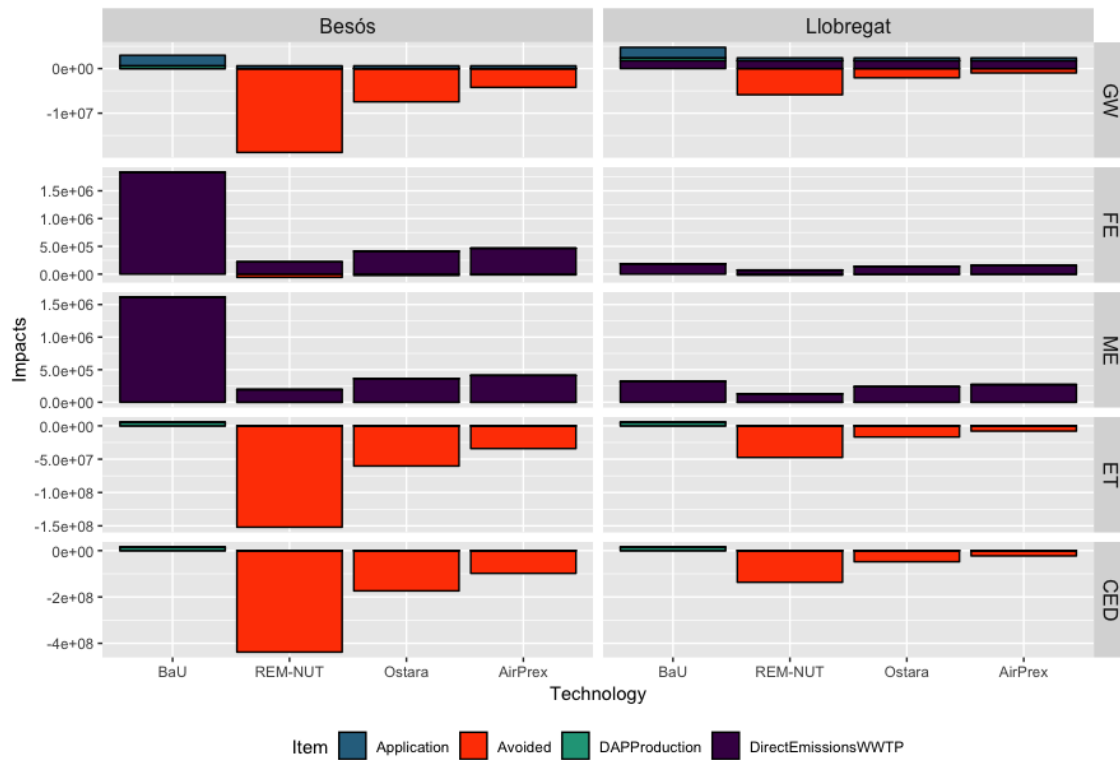 Besós Llobregat
0e+00
-1e+07
GW
1.5e+06
1.0e+06
5.0e+05
0.0e+00
FE
1.5e+06
1.0e+06
5.0e+05
0.0e+00
ME
0.0e+00
-5.0e+07
-1.0e+08
-1.5e+08
ET
0e+00
-2e+08
-4e+08
CED
Impacts
BaU REM-NUT Ostara AirPrex BaU REM-NUT Ostara AirPrex
Technology
Item Application Avoided DAPProduction DirectEmissionsWWTP